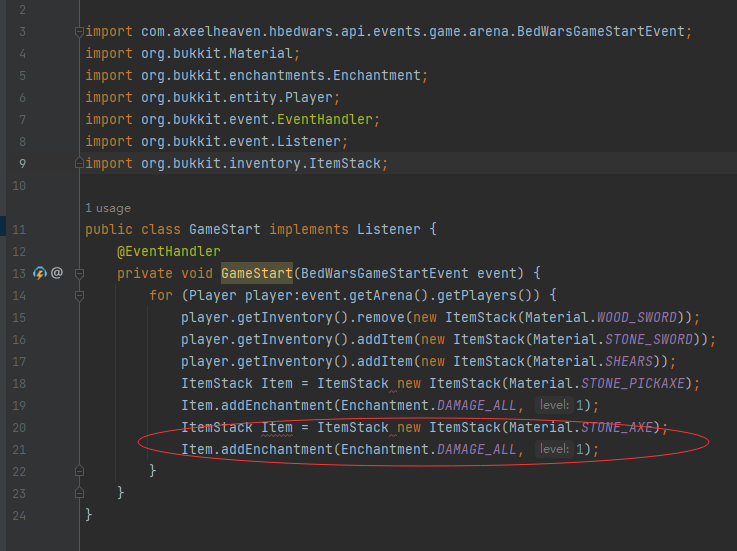 2
3 import com.axeelheaven.hbedwars.api.events.game.arena.BedWarsGameStartEvent;
4 import org.bukkit.Material;
5 import org.bukkit.enchantments.Enchantment;
6 import org.bukkit.entity.Player;
7 import org.bukkit.event.EventHandler;
8 import org.bukkit.event.Listener;
9 import org.bukkit.inventory.ItemStack;
10
1 usage
11 public class GameStart implements Listener {
12 @EventHandler
13 @ private void GameStart(BedWarsGameStartEvent event) {
14 for (Player player:event.getArena().getPlayers()) {
15 player.getInventory().remove(new ItemStack(Material.WOOD_SWORD));
16 player.getInventory().addItem(new ItemStack(Material.STONE_SWORD));
17 player.getInventory().addItem(new ItemStack(Material.SHEARS));
18 ItemStack Item = ItemStack new ItemStack(Material.STONE_PICKAXE);
19 Item.addEnchantment(Enchantment.DAMAGE_ALL, level: 1);
20 ItemStack Item = ItemStack new ItemStack(Material.STONE_AXE);
21 Item.addEnchantment(Enchantment.DAMAGE_ALL, level: 1);
22 }
23 }
24 }